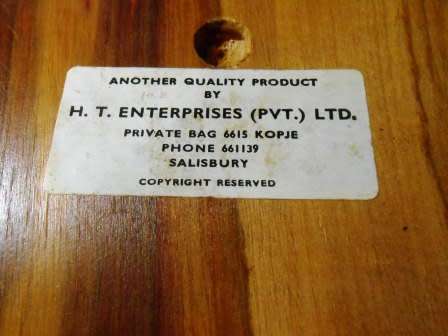 ANOTHER QUALITY PRODUCT
BY
H. T. ENTERPRISES (PVT.) LTD.
PRIVATE BAG 6615 KOPJE
PHONE 661139
SALISBURY
COPYRIGHT RESERVED